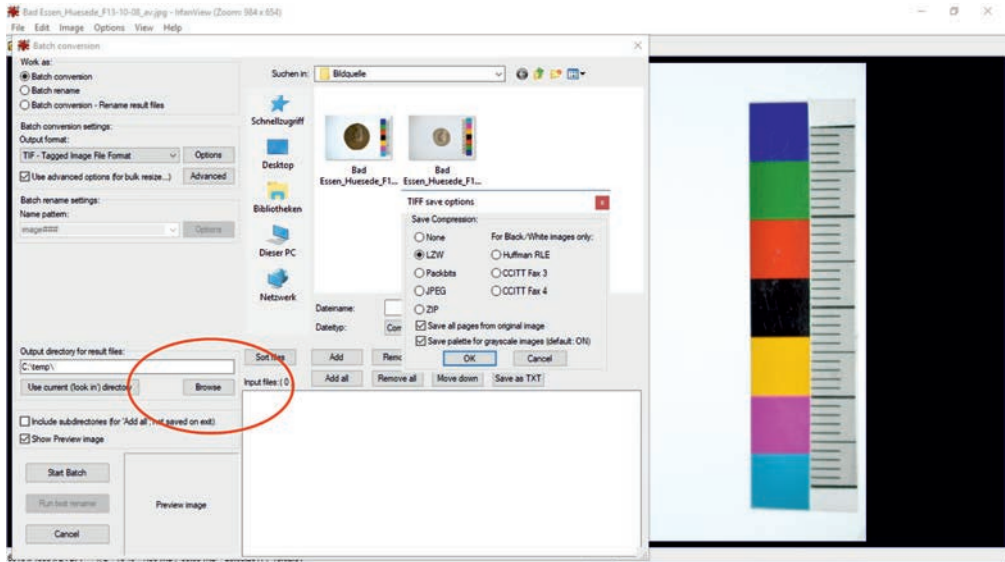 Bad Essen_Huesede_F15-10-08_av.jpg - IrfanView (Zoom: 984 x 654)
File Edit Image Options View Help
Batch conversion
Work as:
Batch conversion
Batch rename
Batch conversion - Rename result files
Batch conversion settings:
Output format:
TIF - Tagged Image File Format
Options
Use advanced options (for bulk resize...)
Advanced
Batch rename settings:
Name pattern:
image###
Options
Output directory for result files:
C:\temp\
Use current ('look in') directory
Browse
Include subdirectories (for 'Add all'; not saved on exit)
Show Preview image
Start Batch
Run test rename
Cancel
Preview image
Suchen in:
Bildquelle
Schnellzugriff
Desktop
Bibliotheken
Dieser PC
Netzwerk
Bad
Essen_Huesede_F1...
Bad
Essen_Huesede_F1...
Dateiname:
Dateityp:
Com
Sort files
Add
Remo
Add all
Remove all
Move down
Save as TXT
Input files: ( 0
TIFF save options
Save Compression:
None
LZW
Packbits
JPEG
ZIP
For Black/White images only:
Huffman RLE
CCITT Fax 3
CCITT Fax 4
Save all pages from original image
Save palette for grayscale images (default: ON)
OK
Cancel